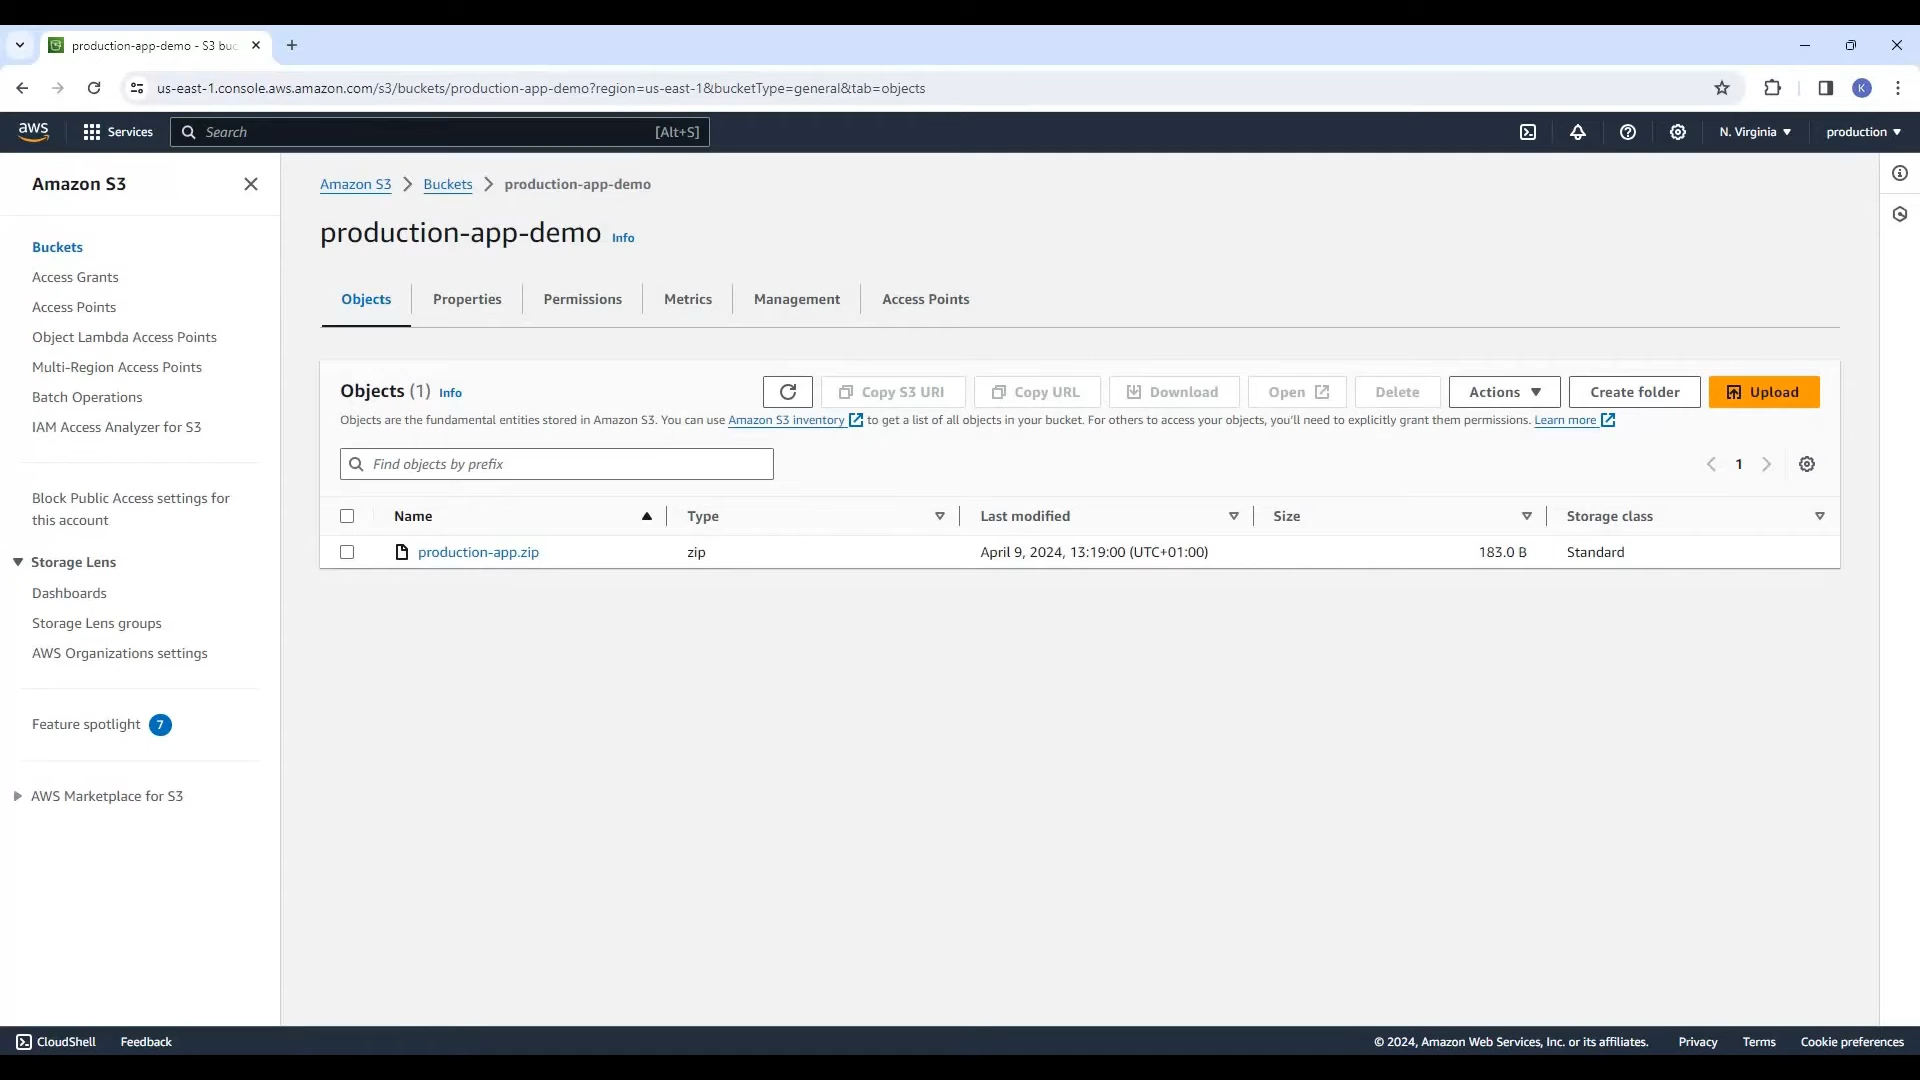 production-app-demo - S3 buc
us-east-1.console.aws.amazon.com/s3/buckets/production-app-demo?region=us-east-1&bucketType=general&tab=objects
K
aws
Services
Search
[Alt+S]
N. Virginia
production
Amazon S3
Buckets
Access Grants
Access Points
Object Lambda Access Points
Multi-Region Access Points
Batch Operations
IAM Access Analyzer for S3
Block Public Access settings for
this account
Storage Lens
Dashboards
Storage Lens groups
AWS Organizations settings
Feature spotlight 7
AWS Marketplace for S3
Amazon S3 Buckets production-app-demo
production-app-demo Info
Objects Properties Permissions Metrics Management Access Points
Objects (1) Info
Copy S3 URI Copy URL Download Open Delete Actions Create folder Upload
Objects are the fundamental entities stored in Amazon S3. You can use Amazon S3 inventory to get a list of all objects in your bucket. For others to access your objects, you'll need to explicitly grant them permissions. Learn more
Find objects by prefix
1
Name Type Last modified Size Storage class
production-app.zip zip April 9, 2024, 13:19:00 (UTC+01:00) 183.0 B Standard
CloudShell Feedback
© 2024, Amazon Web Services, Inc. or its affiliates. Privacy Terms Cookie preferences